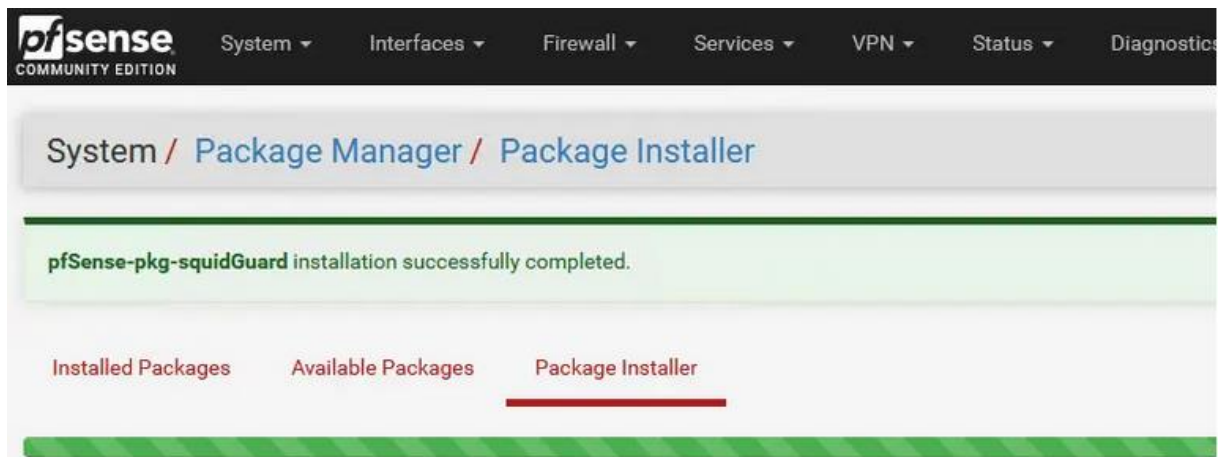 pfsense
COMMUNITY EDITION
System Interfaces Firewall Services VPN Status Diagnostics
System / Package Manager / Package Installer
pfSense-pkg-squidGuard installation successfully completed.
Installed Packages Available Packages Package Installer